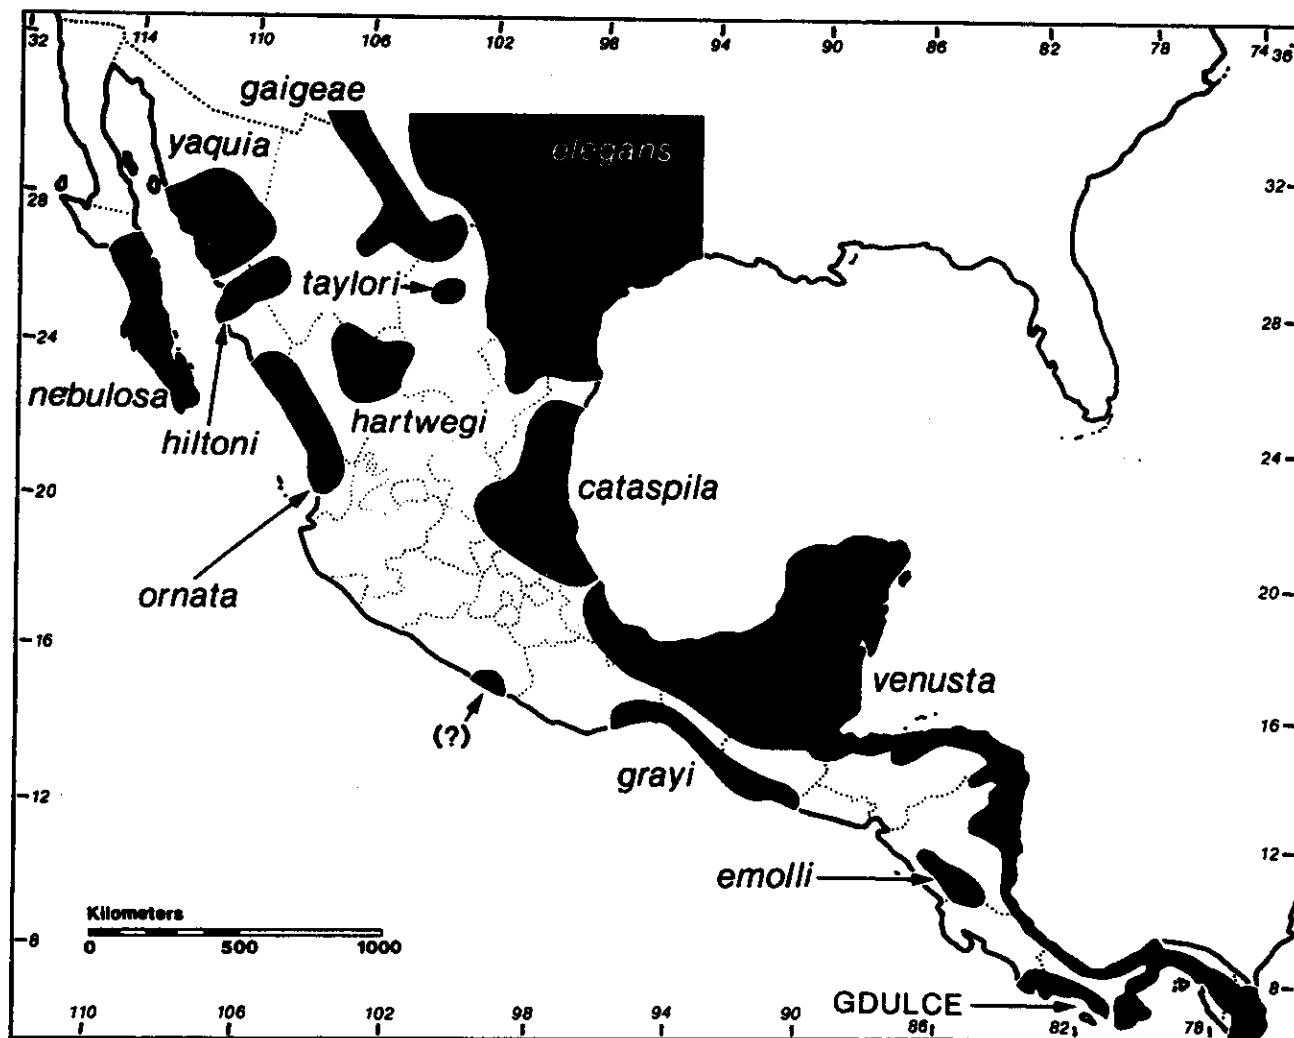 32 114 110 106 102 98 94 90 86 82 78 74 36
gaigeae
yaquia
elegans
28
32
taylori
24
28
nebulosa
hartwegi
hiltoni
20
cataspila
24
ornata
20
16
venusta
(?)
16
grayi
12
12
emolli
Kilometers
0 500 1000
8
GDULCE
8
110 106 102 98 94 90 86 82 78